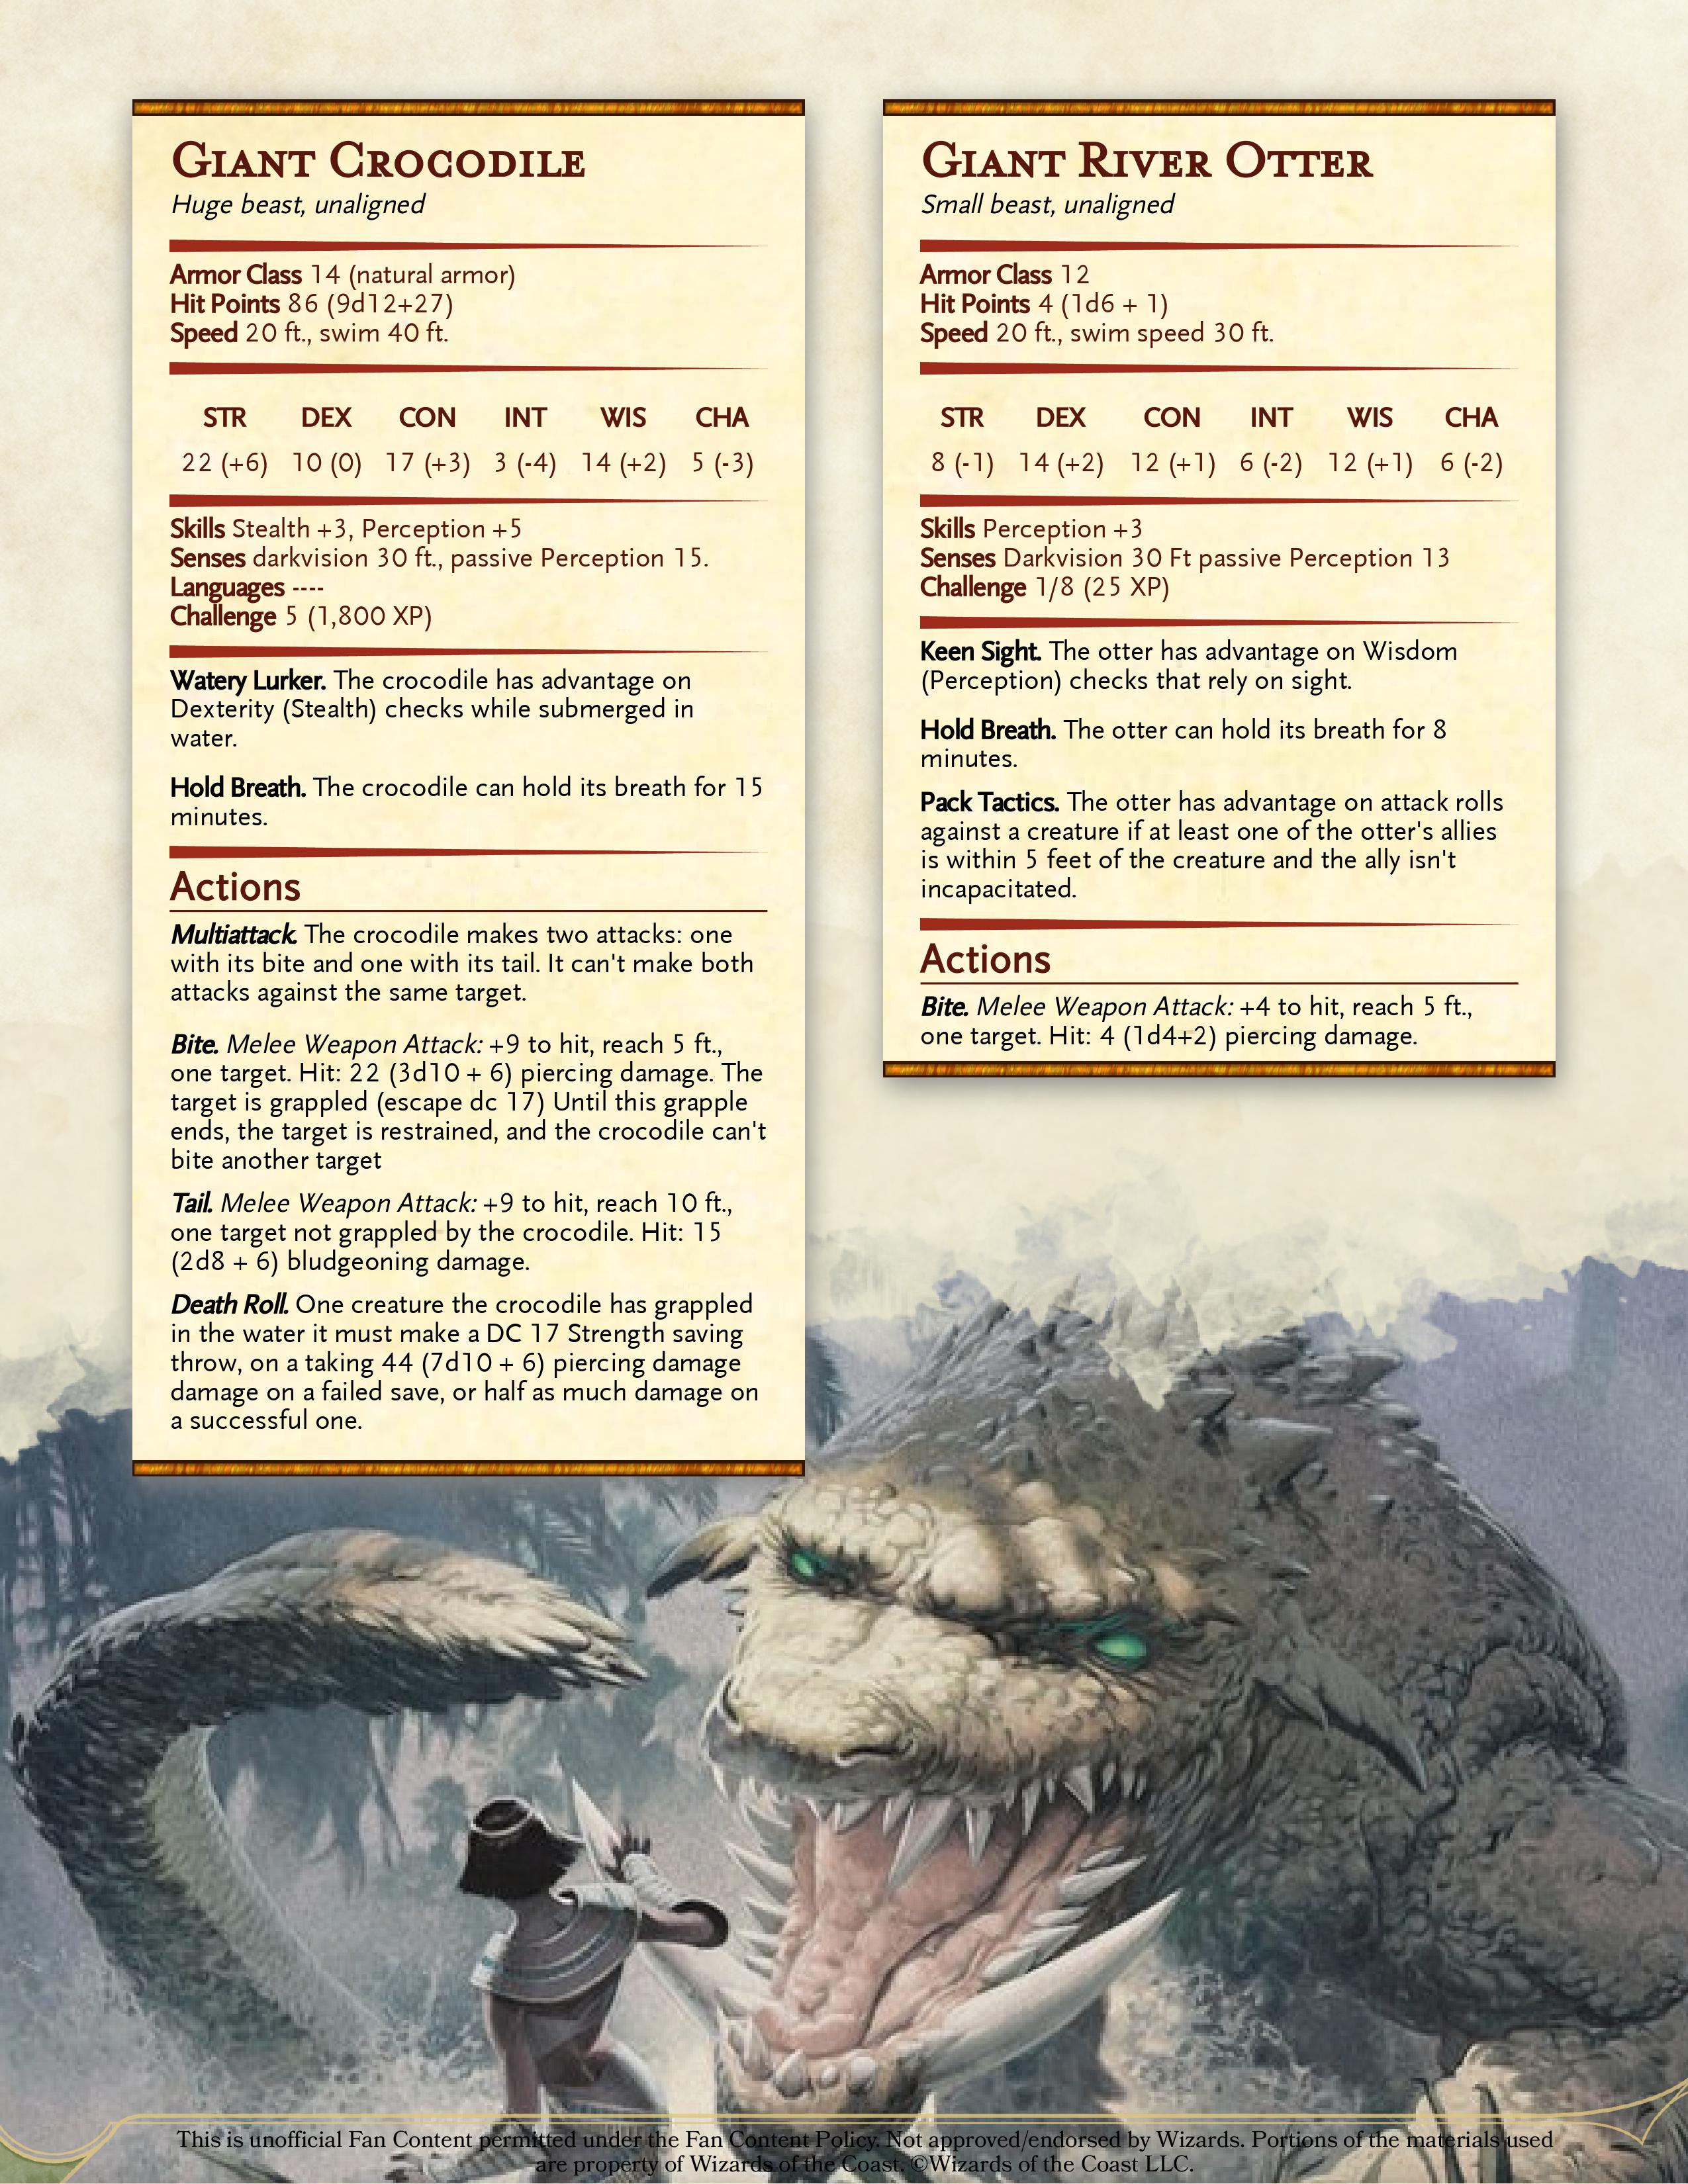 Giant Crocodile
Huge beast, unaligned
Armor Class 14 (natural armor)
Hit Points 86 (9d12+27)
Speed 20 ft., swim 40 ft.
STR DEX CON INT WIS CHA
22 (+6) 10 (0) 17 (+3) 3 (-4) 14 (+2) 5 (-3)
Skills Stealth +3, Perception +5
Senses darkvision 30 ft., passive Perception 15.
Languages ----
Challenge 5 (1,800 XP)
Watery Lurker. The crocodile has advantage on
Dexterity (Stealth) checks while submerged in
water.
Hold Breath. The crocodile can hold its breath for 15
minutes.
Actions
Multiattack. The crocodile makes two attacks: one
with its bite and one with its tail. It can't make both
attacks against the same target.
Bite. Melee Weapon Attack: +9 to hit, reach 5 ft.,
one target. Hit: 22 (3d10 + 6) piercing damage. The
target is grappled (escape dc 17) Until this grapple
ends, the target is restrained, and the crocodile can't
bite another target
Tail. Melee Weapon Attack: +9 to hit, reach 10 ft.,
one target not grappled by the crocodile. Hit: 15
(2d8 + 6) bludgeoning damage.
Death Roll. One creature the crocodile has grappled
in the water it must make a DC 17 Strength saving
throw, on a taking 44 (7d10 + 6) piercing damage
damage on a failed save, or half as much damage on
a successful one.
Giant River Otter
Small beast, unaligned
Armor Class 12
Hit Points 4 (1d6 + 1)
Speed 20 ft., swim speed 30 ft.
STR DEX CON INT WIS CHA
8 (-1) 14 (+2) 12 (+1) 6 (-2) 12 (+1) 6 (-2)
Skills Perception +3
Senses Darkvision 30 Ft passive Perception 13
Challenge 1/8 (25 XP)
Keen Sight. The otter has advantage on Wisdom
(Perception) checks that rely on sight.
Hold Breath. The otter can hold its breath for 8
minutes.
Pack Tactics. The otter has advantage on attack rolls
against a creature if at least one of the otter's allies
is within 5 feet of the creature and the ally isn't
incapacitated.
Actions
Bite. Melee Weapon Attack: +4 to hit, reach 5 ft.,
one target. Hit: 4 (1d4+2) piercing damage.
This is unofficial Fan Content permitted under the Fan Content Policy. Not approved/endorsed by Wizards. Portions of the materials used
are property of Wizards of the Coast. ©Wizards of the Coast LLC.